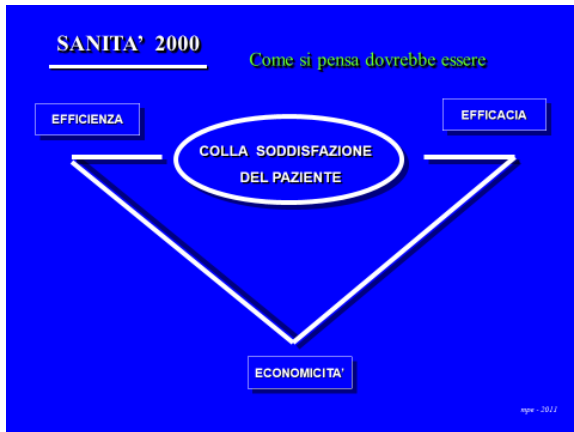 SANITA’ 2000
Come si pensa dovrebbe essere
EFFICIENZA
EFFICACIA
COLLA SODDISFAZIONE
DEL PAZIENTE
ECONOMICITA’
mpe - 2011